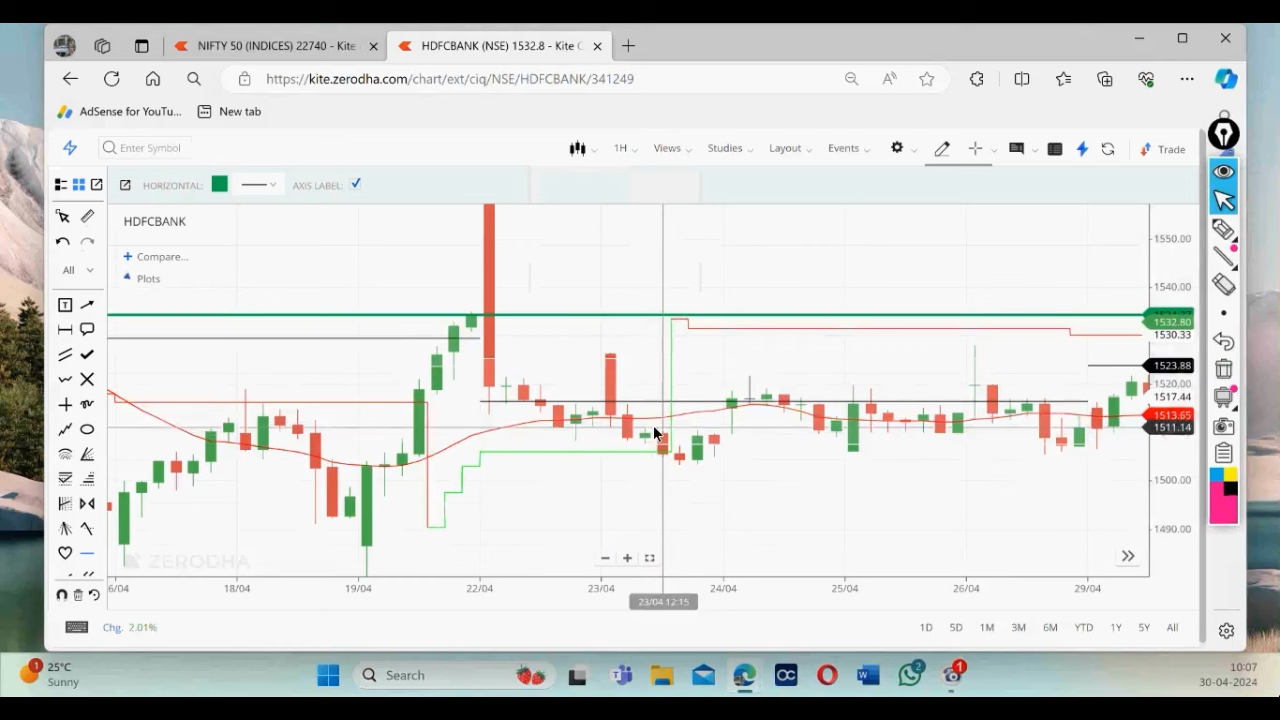 NIFTY 50 (INDICES) 22740 - Kite
HDFCBANK (NSE) 1532.8 - Kite C
https://kite.zerodha.com/chart/ext/ciq/NSE/HDFCBANK/341249
AdSense for YouTu...
New tab
Enter Symbol
1H
Views
Studies
Layout
Events
Trade
HORIZONTAL:
AXIS LABEL:
HDFCBANK
Compare...
Plots
All
1550.00
1540.00
1532.80
1530.33
1523.88
1520.00
1517.44
1513.65
1511.14
1500.00
1490.00
ZERODHA
6/04
18/04
19/04
22/04
23/04
24/04
25/04
26/04
29/04
23/04 12:15
Chg. 2.01%
1D
5D
1M
3M
6M
YTD
1Y
5Y
All
1
25°C
Sunny
Search
2
1
10:07
30-04-2024